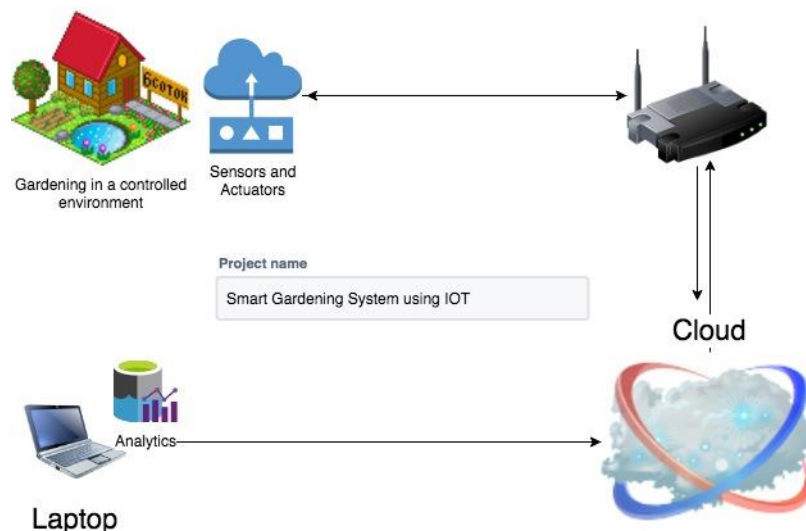 6соток
Gardening in a controlled
environment
Sensors and
Actuators
Project name
Smart Gardening System using IOT
Cloud
Analytics
Laptop